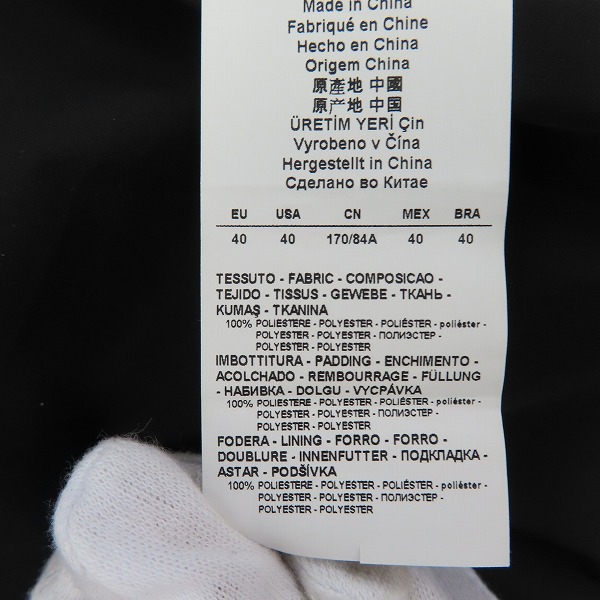 Made in China
Fabriqué en Chine
Hecho en China
Origem China
原產地 中國
原产地 中国
ÜRETİM YERİ Çin
Vyrobeno v Čína
Hergestellt in China
Сделано во Китае
EU USA CN MEX BRA
40 40 170/84A 40 40
TESSUTO - FABRIC - COMPOSICAO -
TEJIDO - TISSUS - GEWEBE - ТКАНЬ -
KUMAŞ - TKANINA
100% POLIESTERE - POLYESTER - POLIÉSTER - poliéster -
POLYESTER - POLYESTER - ПОЛИЭСТЕР -
POLYESTER - POLYESTER
IMBOTTITURA - PADDING - ENCHIMENTO -
ACOLCHADO - REMBOURRAGE - FÜLLUNG
- НАБИВКА - DOLGU - VYCPÁVKA
100% POLIESTERE - POLYESTER - POLIÉSTER - poliéster -
POLYESTER - POLYESTER - ПОЛИЭСТЕР -
POLYESTER - POLYESTER
FODERA - LINING - FORRO - FORRO -
DOUBLURE - INNENFUTTER - ПОДКЛАДКА -
ASTAR - PODŠÍVKA
100% POLIESTERE - POLYESTER - POLIÉSTER - poliéster -
POLYESTER - POLYESTER - ПОЛИЭСТЕР -
POLYESTER - POLYESTER